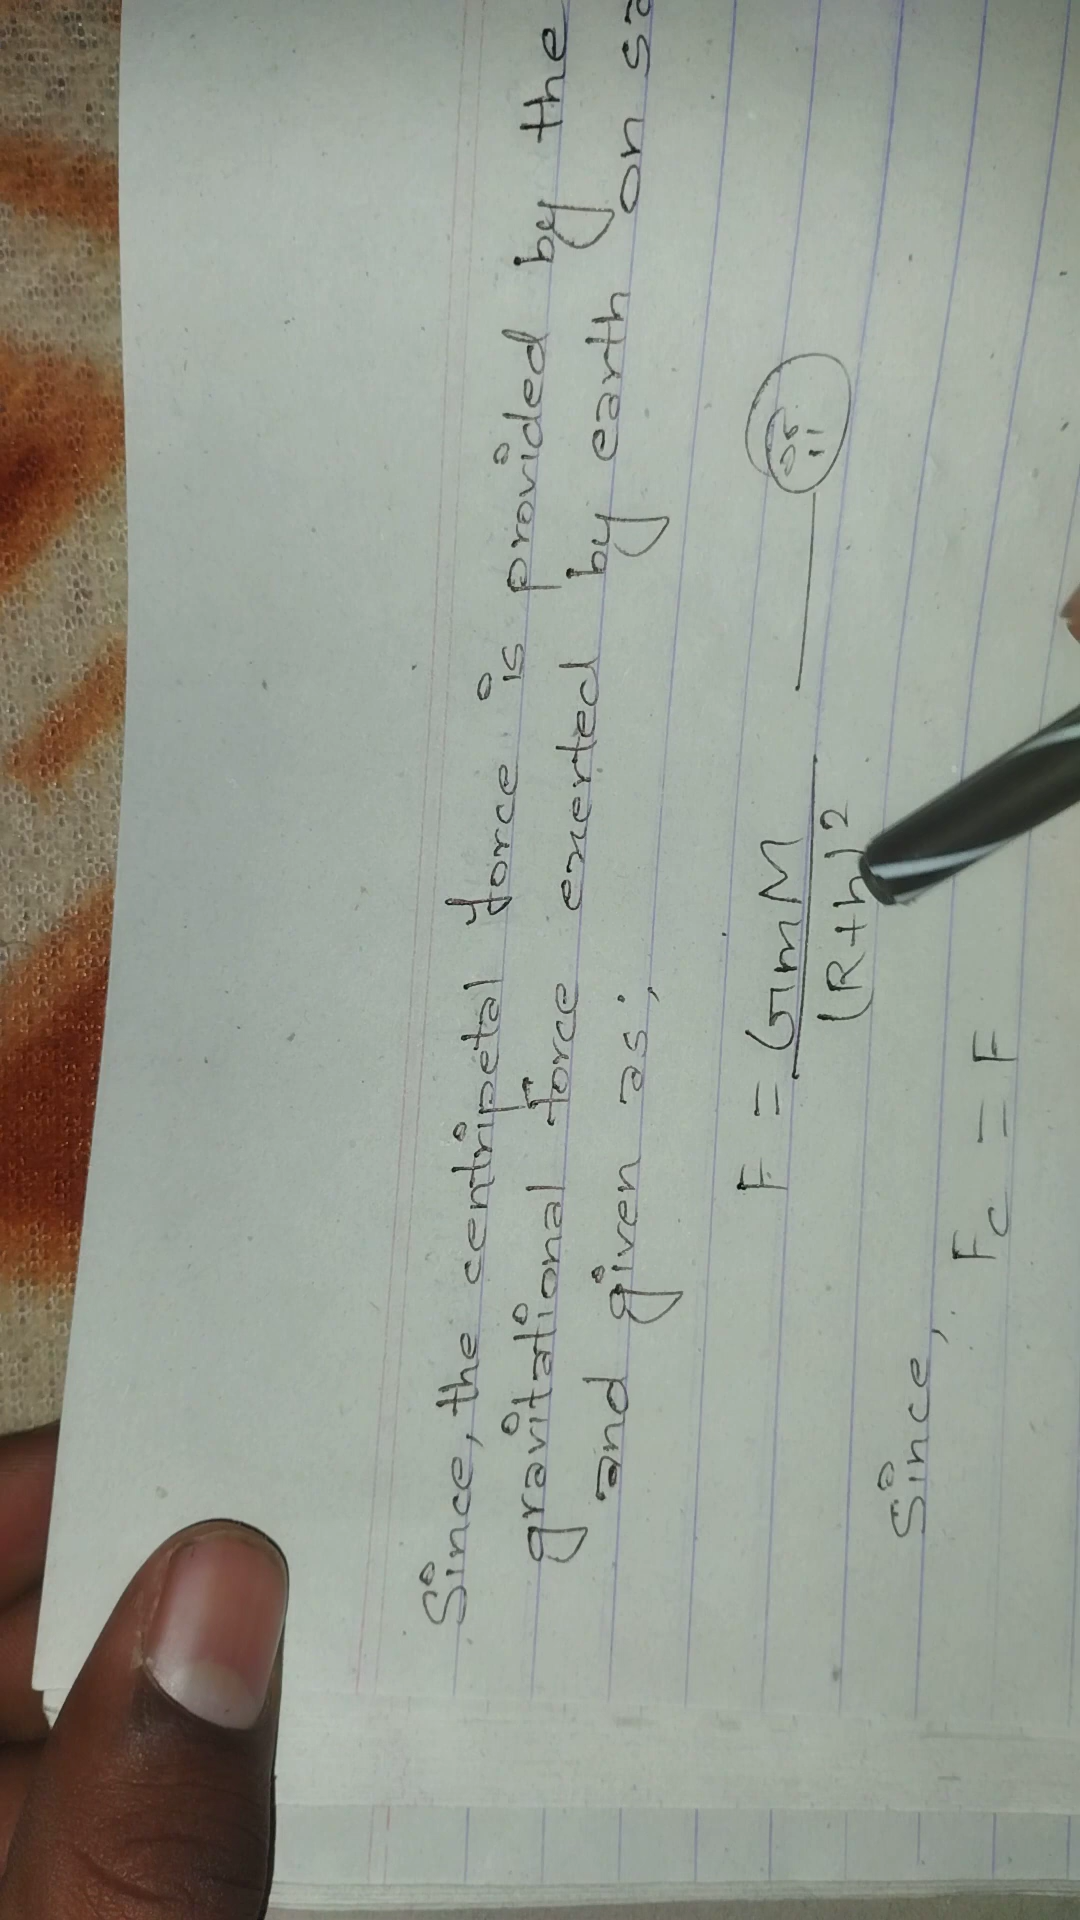 Since, the centripetal force is provided by the
gravitational force exerted by earth on sa
and given as;
F = GmM / (R+h)² — ii
Since, Fc = F